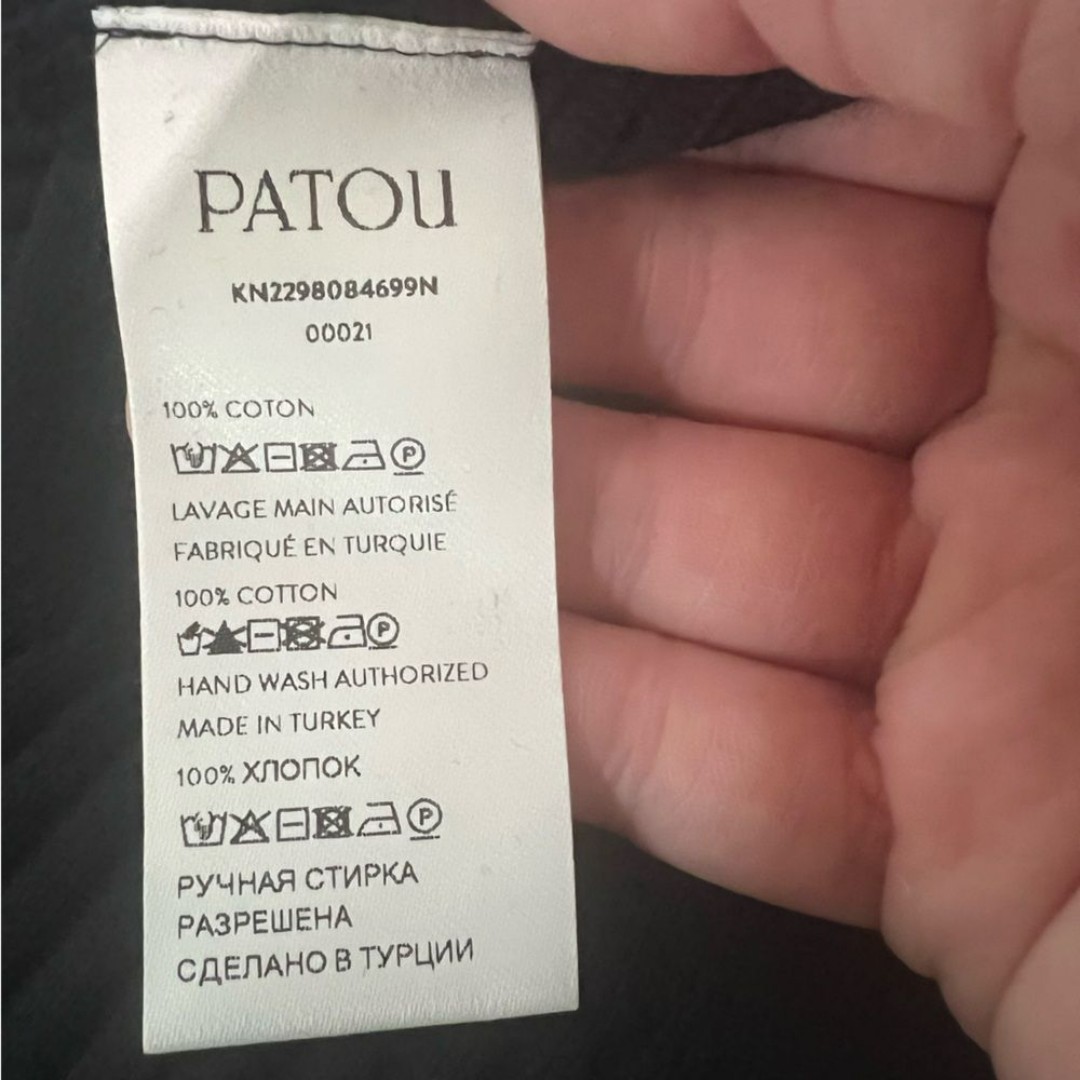 PATOU
KN2298084699N
00021
100% COTON
P
LAVAGE MAIN AUTORISÉ
FABRIQUÉ EN TURQUIE
100% COTTON
P
HAND WASH AUTHORIZED
MADE IN TURKEY
100% ХЛОПОК
P
РУЧНАЯ СТИРКА
РАЗРЕШЕНА
СДЕЛАНО В ТУРЦИИ